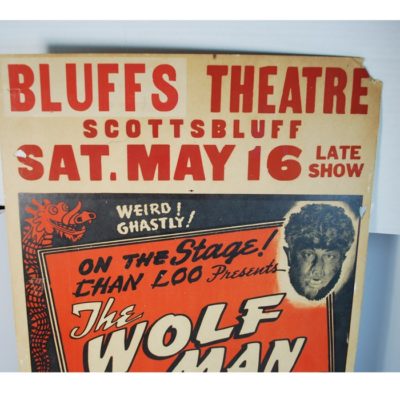 BLUFFS THEATRE
SCOTTSBLUFF
SAT. MAY 16 LATE SHOW
WEIRD!
GHASTLY!
ON THE Stage!
CHAN LOO Presents
The
WOLF
MAN